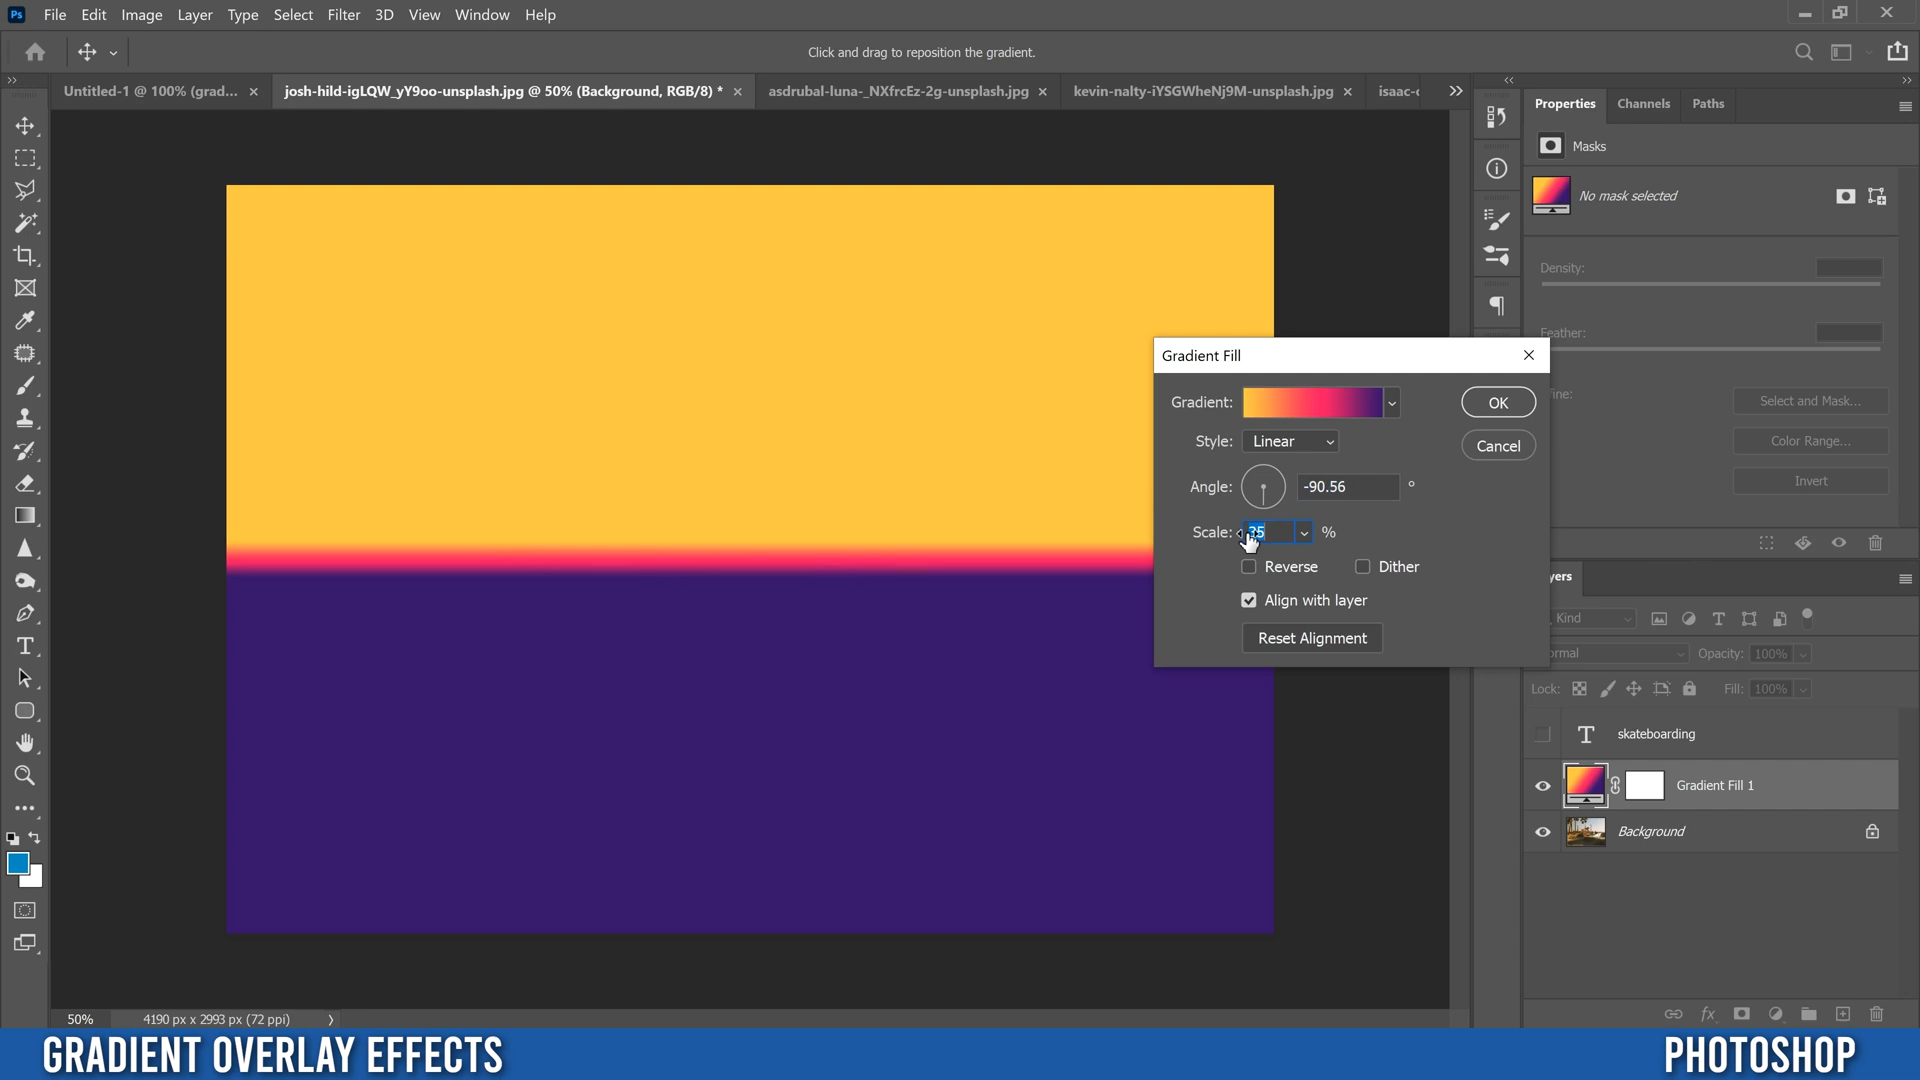 Ps File Edit Image Layer Type Select Filter 3D View Window Help
Click and drag to reposition the gradient.
Untitled-1 @ 100% (grad... × josh-hild-igLQW_yY9oo-unsplash.jpg @ 50% (Background, RGB/8) * × asdrubal-luna-_NXfrcEz-2g-unsplash.jpg × kevin-nalty-iYSGWheNj9M-unsplash.jpg × isaac-
Properties Channels Paths
Masks
No mask selected
Density:
Feather:
Select and Mask...
Color Range...
Invert
Gradient Fill
Gradient: OK
Style: Linear Cancel
Angle: -90.56 °
Scale: 35 %
Reverse Dither
Align with layer
Reset Alignment
yers
Kind
ormal Opacity: 100%
Lock: Fill: 100%
skateboarding
Gradient Fill 1
Background
50% 4190 px x 2993 px (72 ppi)
GRADIENT OVERLAY EFFECTS PHOTOSHOP